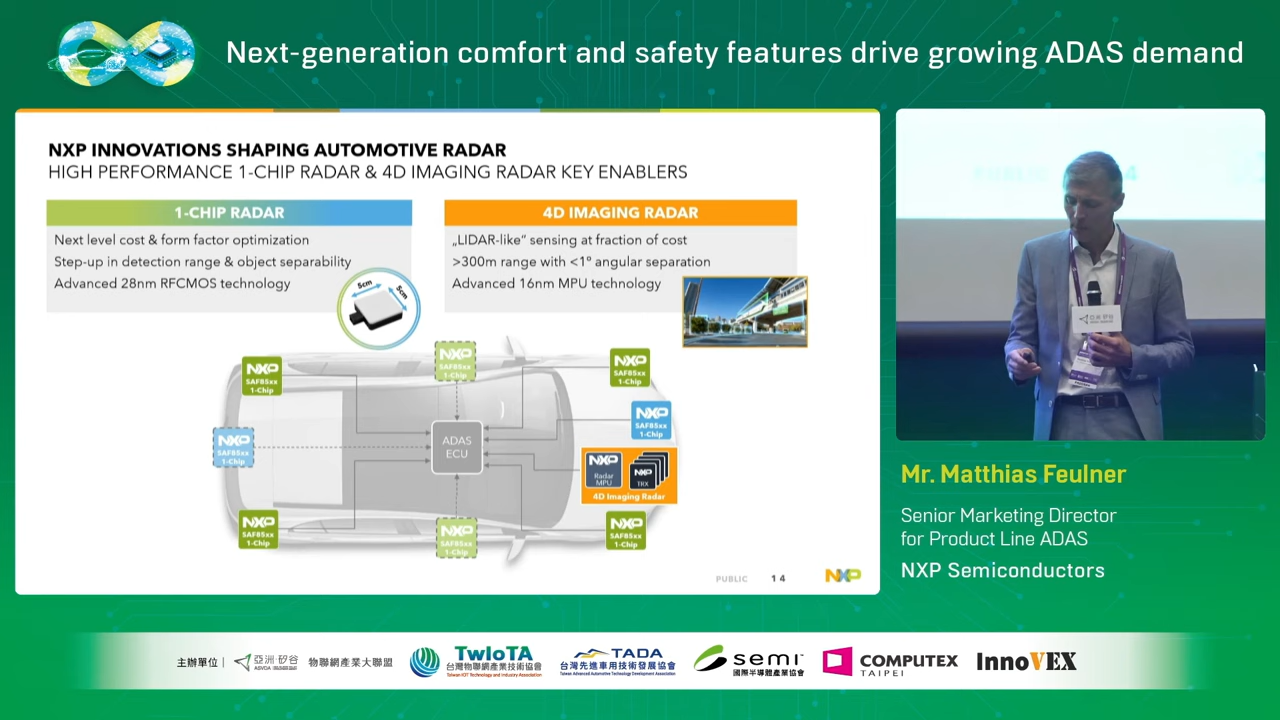 Next-generation comfort and safety features drive growing ADAS demand
NXP INNOVATIONS SHAPING AUTOMOTIVE RADAR
HIGH PERFORMANCE 1-CHIP RADAR & 4D IMAGING RADAR KEY ENABLERS
1-CHIP RADAR
Next level cost & form factor optimization
Step-up in detection range & object separability
Advanced 28nm RFCMOS technology
5cm
5cm
4D IMAGING RADAR
„LIDAR-like" sensing at fraction of cost
>300m range with <1° angular separation
Advanced 16nm MPU technology
NXP
SAF85xx
1-Chip
NXP
SAF85xx
1-Chip
NXP
SAF85xx
1-Chip
NXP
SAF85xx
1-Chip
NXP
SAF85xx
1-Chip
ADAS
ECU
NXP
Radar
MPU
NXP
TRX
4D Imaging Radar
NXP
SAF85xx
1-Chip
NXP
SAF85xx
1-Chip
NXP
SAF85xx
1-Chip
PUBLIC
14
NXP
亞洲·矽谷
Mr. Matthias Feulner
Senior Marketing Director
for Product Line ADAS
NXP Semiconductors
主辦單位｜
亞洲·矽谷
ASVDA
物聯網產業大聯盟
TwIoTA
台灣物聯網產業技術協會
Taiwan IOT Technology and Industry Association
TADA
台灣先進車用技術發展協會
Taiwan Advanced Automotive Technology Development Association
semi
國際半導體產業協會
COMPUTEX
TAIPEI
InnoVEX